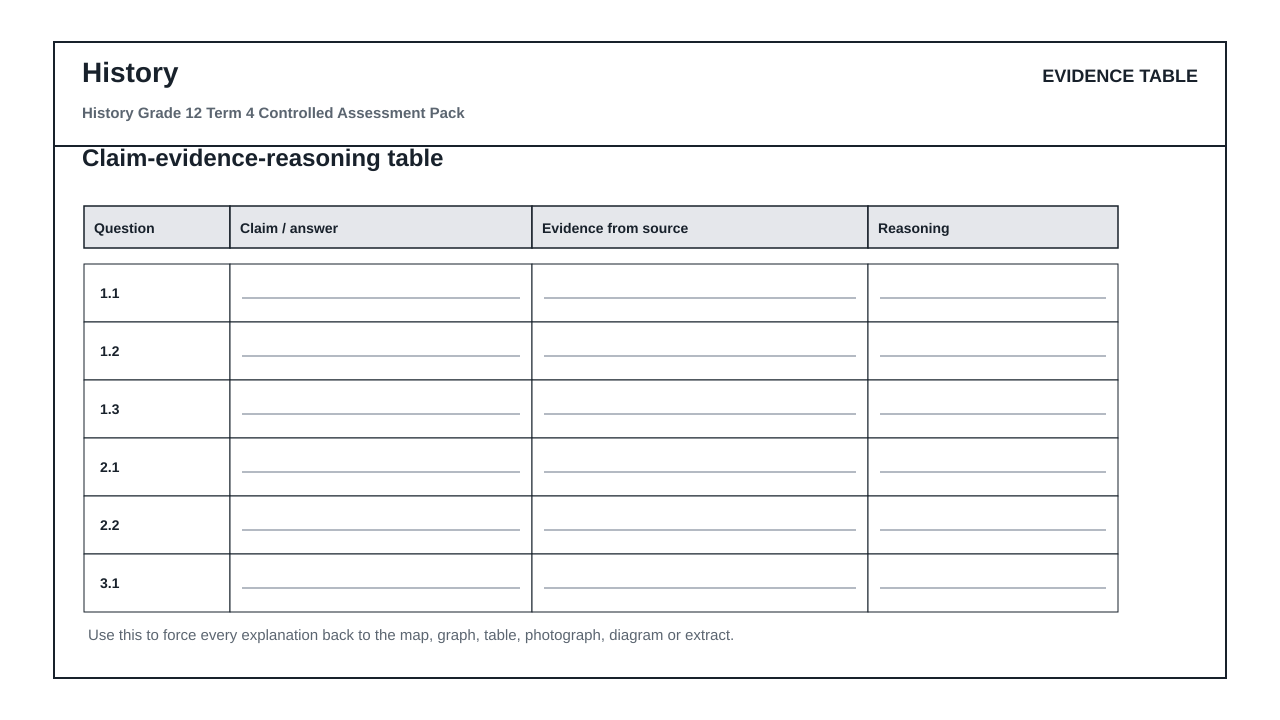 History
EVIDENCE TABLE
History Grade 12 Term 4 Controlled Assessment Pack
Claim-evidence-reasoning table
Question Claim / answer Evidence from source Reasoning
1.1
1.2
1.3
2.1
2.2
3.1
Use this to force every explanation back to the map, graph, table, photograph, diagram or extract.